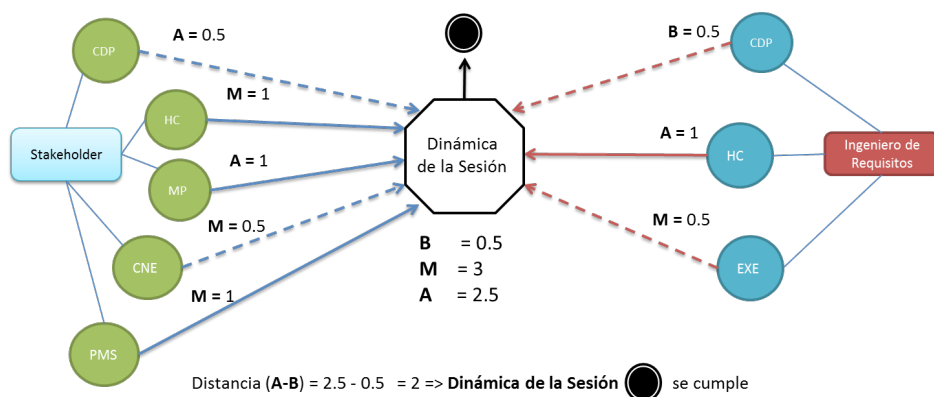 A = 0.5
CDP
M = 1
HC
Stakeholder
A = 1
MP
M = 0.5
CNE
M = 1
PMS
Dinámica
de la Sesión
B = 0.5
M = 3
A = 2.5
B = 0.5
CDP
A = 1
HC
Ingeniero de
Requisitos
M = 0.5
EXE
Distancia (A-B) = 2.5 - 0.5 = 2 => Dinámica de la Sesión se cumple